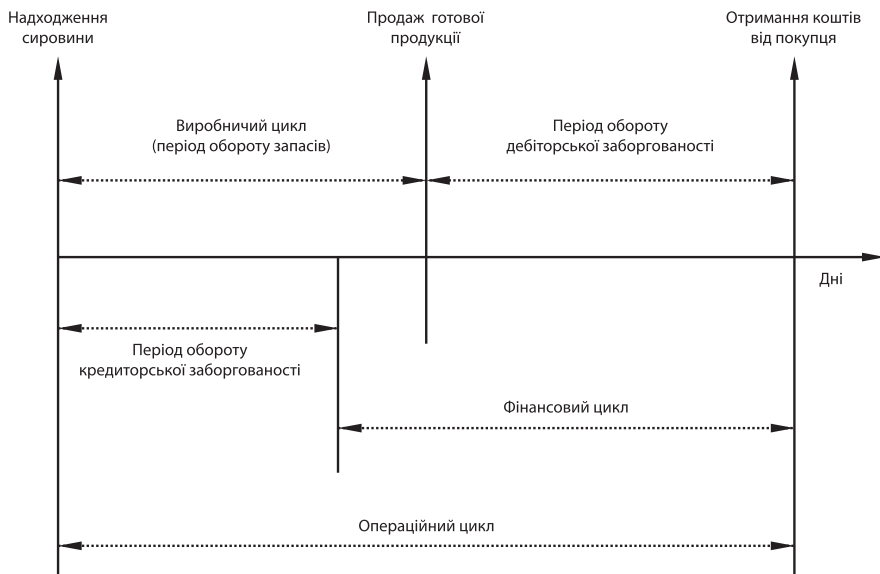 Надходження
сировини
Продаж готової
продукції
Отримання коштів
від покупця
Виробничий цикл
(період обороту запасів)
Період обороту
дебіторської заборгованості
Дні
Період обороту
кредиторської заборгованості
Фінансовий цикл
Операційний цикл